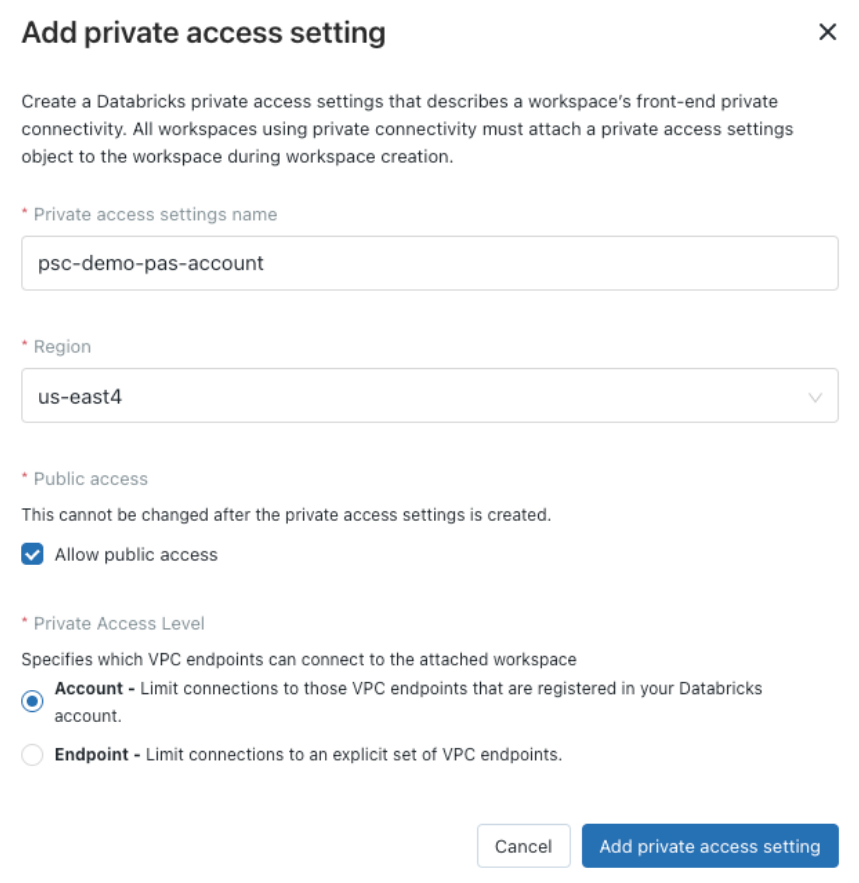 Add private access setting
Create a Databricks private access settings that describes a workspace's front-end private
connectivity. All workspaces using private connectivity must attach a private access settings
object to the workspace during workspace creation.
* Private access settings name
psc-demo-pas-account
* Region
us-east4
* Public access
This cannot be changed after the private access settings is created.
Allow public access
* Private Access Level
Specifies which VPC endpoints can connect to the attached workspace
Account - Limit connections to those VPC endpoints that are registered in your Databricks
account.
Endpoint - Limit connections to an explicit set of VPC endpoints.
Cancel
Add private access setting